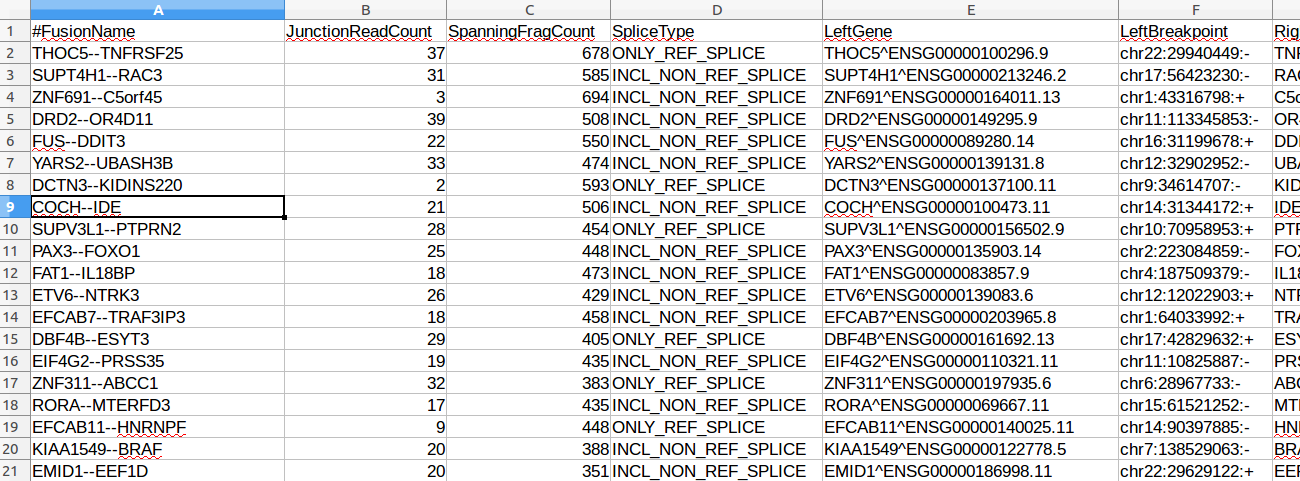 A B C D E F
1 #FusionName JunctionReadCount SpanningFragCount SpliceType LeftGene LeftBreakpoint Rig
2 THOC5--TNFRSF25 37 678 ONLY_REF_SPLICE THOC5^ENSG00000100296.9 chr22:29940449:- TNF
3 SUPT4H1--RAC3 31 585 INCL_NON_REF_SPLICE SUPT4H1^ENSG00000213246.2 chr17:56423230:- RAC
4 ZNF691--C5orf45 3 694 INCL_NON_REF_SPLICE ZNF691^ENSG00000164011.13 chr1:43316798:+ C5o
5 DRD2--OR4D11 39 508 INCL_NON_REF_SPLICE DRD2^ENSG00000149295.9 chr11:113345853:- OR
6 FUS--DDIT3 22 550 INCL_NON_REF_SPLICE FUS^ENSG00000089280.14 chr16:31199678:+ DDI
7 YARS2--UBASH3B 33 474 INCL_NON_REF_SPLICE YARS2^ENSG00000139131.8 chr12:32902952:- UBA
8 DCTN3--KIDINS220 2 593 ONLY_REF_SPLICE DCTN3^ENSG00000137100.11 chr9:34614707:- KID
9 COCH--IDE 21 506 INCL_NON_REF_SPLICE COCH^ENSG00000100473.11 chr14:31344172:+ IDE
10 SUPV3L1--PTPRN2 28 454 ONLY_REF_SPLICE SUPV3L1^ENSG00000156502.9 chr10:70958953:+ PTF
11 PAX3--FOXO1 25 448 INCL_NON_REF_SPLICE PAX3^ENSG00000135903.14 chr2:223084859:- FO
12 FAT1--IL18BP 18 473 INCL_NON_REF_SPLICE FAT1^ENSG00000083857.9 chr4:187509379:- IL18
13 ETV6--NTRK3 26 429 INCL_NON_REF_SPLICE ETV6^ENSG00000139083.6 chr12:12022903:+ NTF
14 EFCAB7--TRAF3IP3 18 458 INCL_NON_REF_SPLICE EFCAB7^ENSG00000203965.8 chr1:64033992:+ TRA
15 DBF4B--ESYT3 29 405 ONLY_REF_SPLICE DBF4B^ENSG00000161692.13 chr17:42829632:+ ESY
16 EIF4G2--PRSS35 19 435 INCL_NON_REF_SPLICE EIF4G2^ENSG00000110321.11 chr11:10825887:- PRS
17 ZNF311--ABCC1 32 383 ONLY_REF_SPLICE ZNF311^ENSG00000197935.6 chr6:28967733:- ABC
18 RORA--MTERFD3 17 435 INCL_NON_REF_SPLICE RORA^ENSG00000069667.11 chr15:61521252:- MT
19 EFCAB11--HNRNPF 9 448 ONLY_REF_SPLICE EFCAB11^ENSG00000140025.11 chr14:90397885:- HN
20 KIAA1549--BRAF 20 388 INCL_NON_REF_SPLICE KIAA1549^ENSG00000122778.5 chr7:138529063:- BRA
21 EMID1--EEF1D 20 351 INCL_NON_REF_SPLICE EMID1^ENSG00000186998.11 chr22:29629122:+ EEF